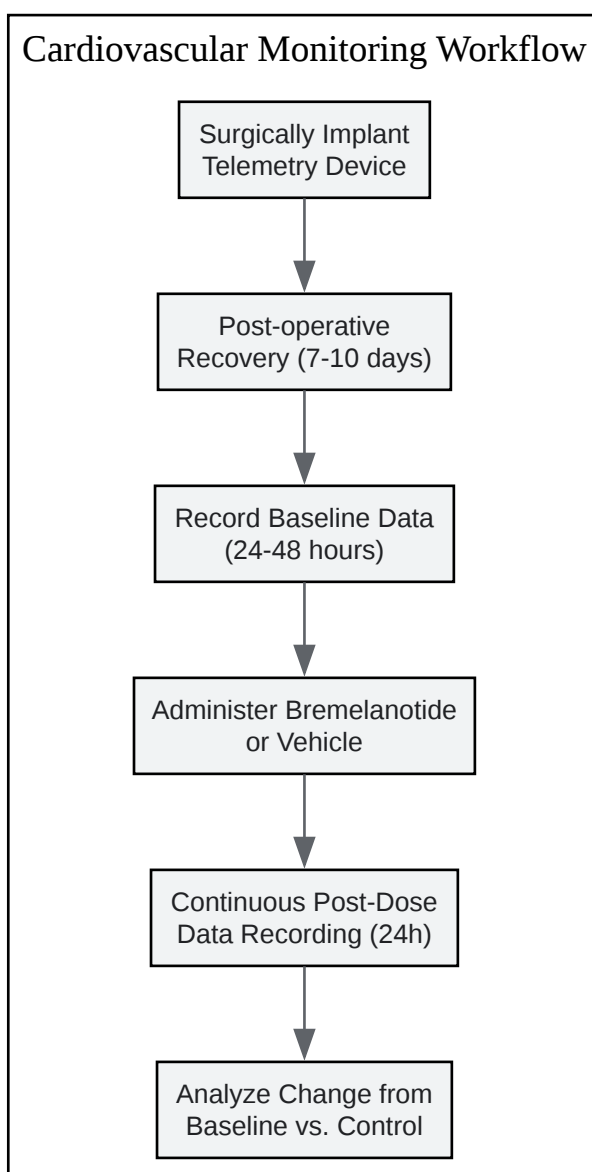 Cardiovascular Monitoring Workflow
Surgically Implant
Telemetry Device
Post-operative
Recovery (7-10 days)
Record Baseline Data
(24-48 hours)
Administer Bremelanotide
or Vehicle
Continuous Post-Dose
Data Recording (24h)
Analyze Change from
Baseline vs. Control